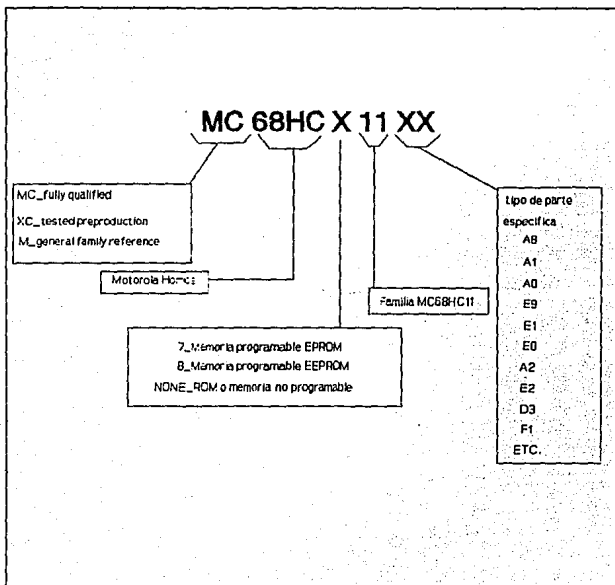 MC 68HC X 11 XX
MC_fully qualified
XC_tested preproduction
M_general family reference
Motorola
7_Memoria programable EPROM
8_Memoria programable EEPROM
NONE_ROM o memoria no programable
Familia MC68HC11
tipo de parte
especifica
A8
A1
A0
E9
E1
E0
A2
E2
D3
F1
ETC.